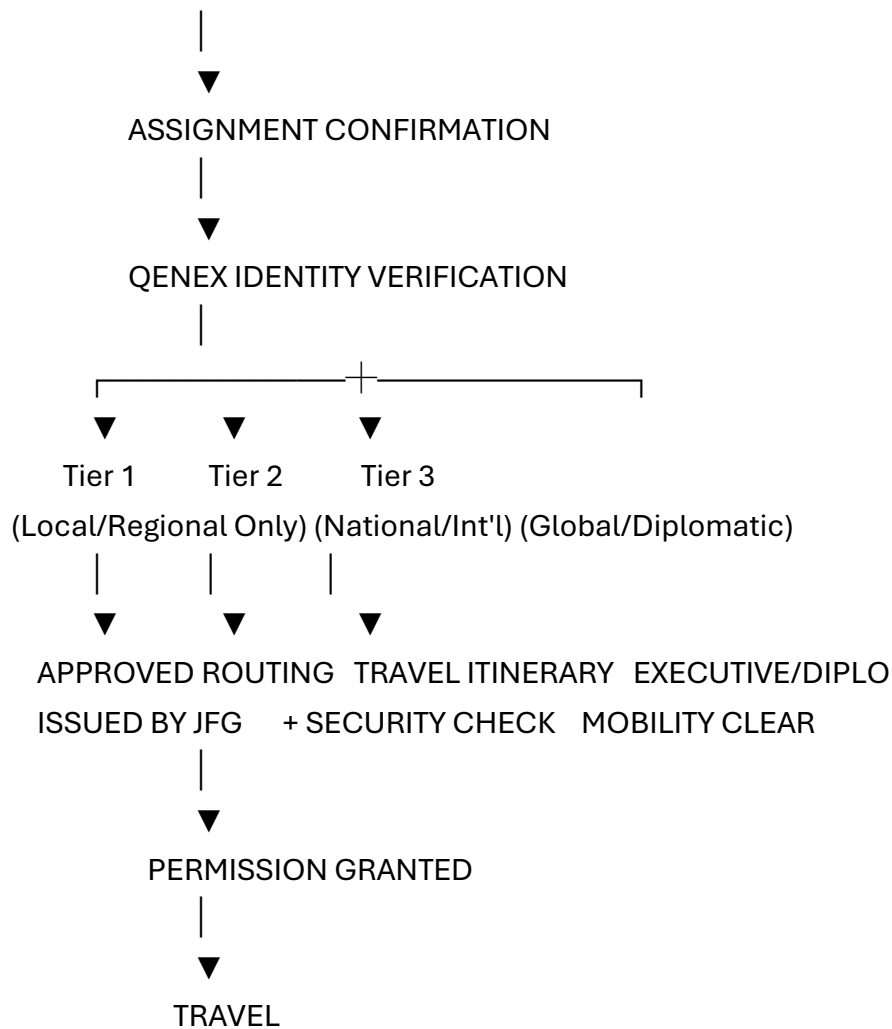 ASSIGNMENT CONFIRMATION
QENEX IDENTITY VERIFICATION
Tier 1 Tier 2 Tier 3
(Local/Regional Only) (National/Int'l) (Global/Diplomatic)
APPROVED ROUTING TRAVEL ITINERARY EXECUTIVE/DIPLO
ISSUED BY JFG + SECURITY CHECK MOBILITY CLEAR
PERMISSION GRANTED
TRAVEL